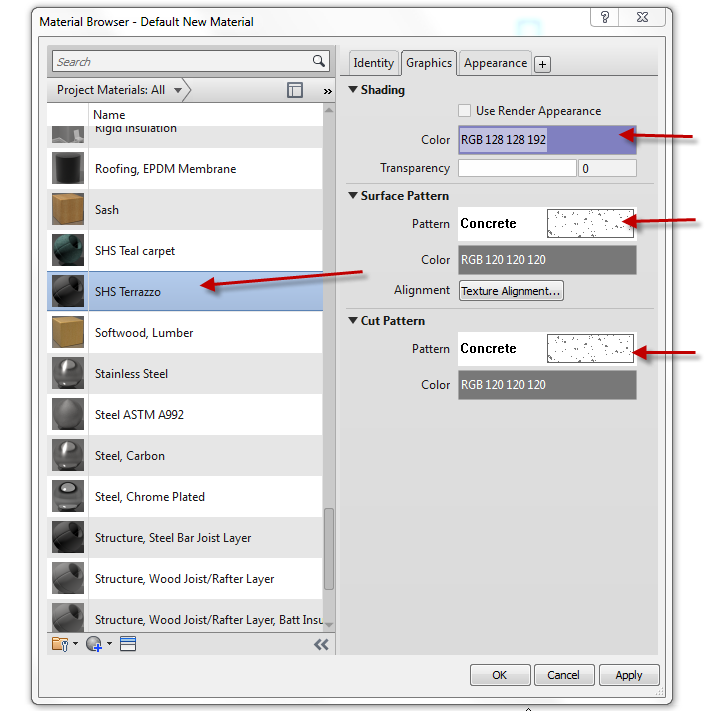 Material Browser - Default New Material
?
Search
Project Materials: All
»
Name
Rigid Insulation
Roofing, EPDM Membrane
Sash
SHS Teal carpet
SHS Terrazzo
Softwood, Lumber
Stainless Steel
Steel ASTM A992
Steel, Carbon
Steel, Chrome Plated
Structure, Steel Bar Joist Layer
Structure, Wood Joist/Rafter Layer
Structure, Wood Joist/Rafter Layer, Batt Insu
Identity Graphics Appearance +
Shading
Use Render Appearance
Color RGB 128 128 192
Transparency 0
Surface Pattern
Pattern Concrete
Color RGB 120 120 120
Alignment Texture Alignment...
Cut Pattern
Pattern Concrete
Color RGB 120 120 120
OK Cancel Apply